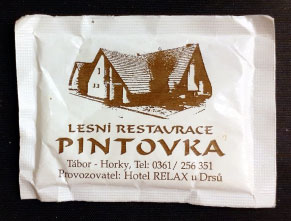 LESNÍ RESTAURACE
PINTOVKA
Tábor - Horky, Tel: 0361/ 256 351
Provozovatel: Hotel RELAX u Drsů